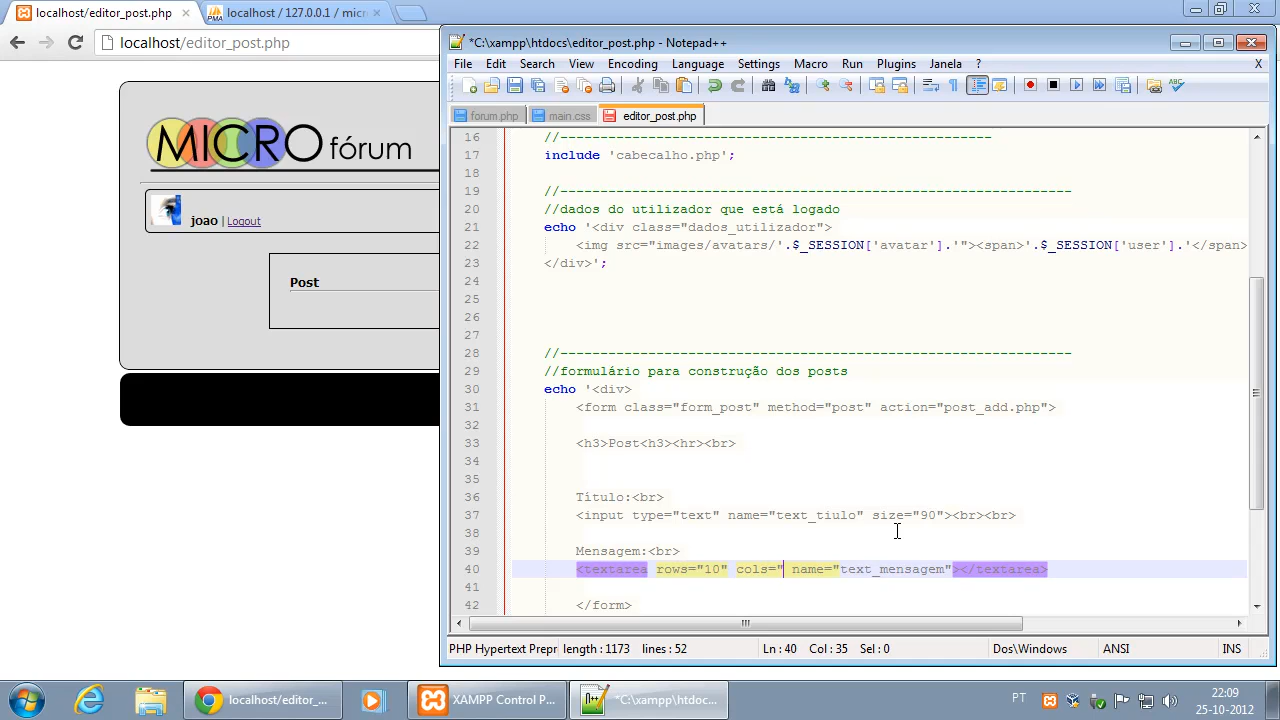 localhost/editor_post.php
localhost / 127.0.0.1 / micr
localhost/editor_post.php
MICRO fórum
joao | Logout
Post
*C:\xampp\htdocs\editor_post.php - Notepad++
File Edit Search View Encoding Language Settings Macro Run Plugins Janela ? X
forum.php main.css editor_post.php
16 //------------------------------------------------------
17 include 'cabecalho.php';
18
19 //----------------------------------------------------------------
20 //dados do utilizador que está logado
21 echo '<div class="dados_utilizador">
22 <img src="images/avatars/'.$_SESSION['avatar'].'"><span>'.$_SESSION['user'].'</span>
23 </div>';
24
25
26
27
28 //----------------------------------------------------------------
29 //formulário para construção dos posts
30 echo '<div>
31 <form class="form_post" method="post" action="post_add.php">
32
33 <h3>Post<h3><hr><br>
34
35
36 Título:<br>
37 <input type="text" name="text_tiulo" size="90"><br><br>
38
39 Mensagem:<br>
40 <textarea rows="10" cols=" name="text_mensagem"></textarea>
41
42 </form>
PHP Hypertext Prepr length : 1173 lines : 52 Ln : 40 Col : 35 Sel : 0 Dos\Windows ANSI INS
localhost/editor_...
XAMPP Control P...
*C:\xampp\htdoc...
PT
22:09
25-10-2012